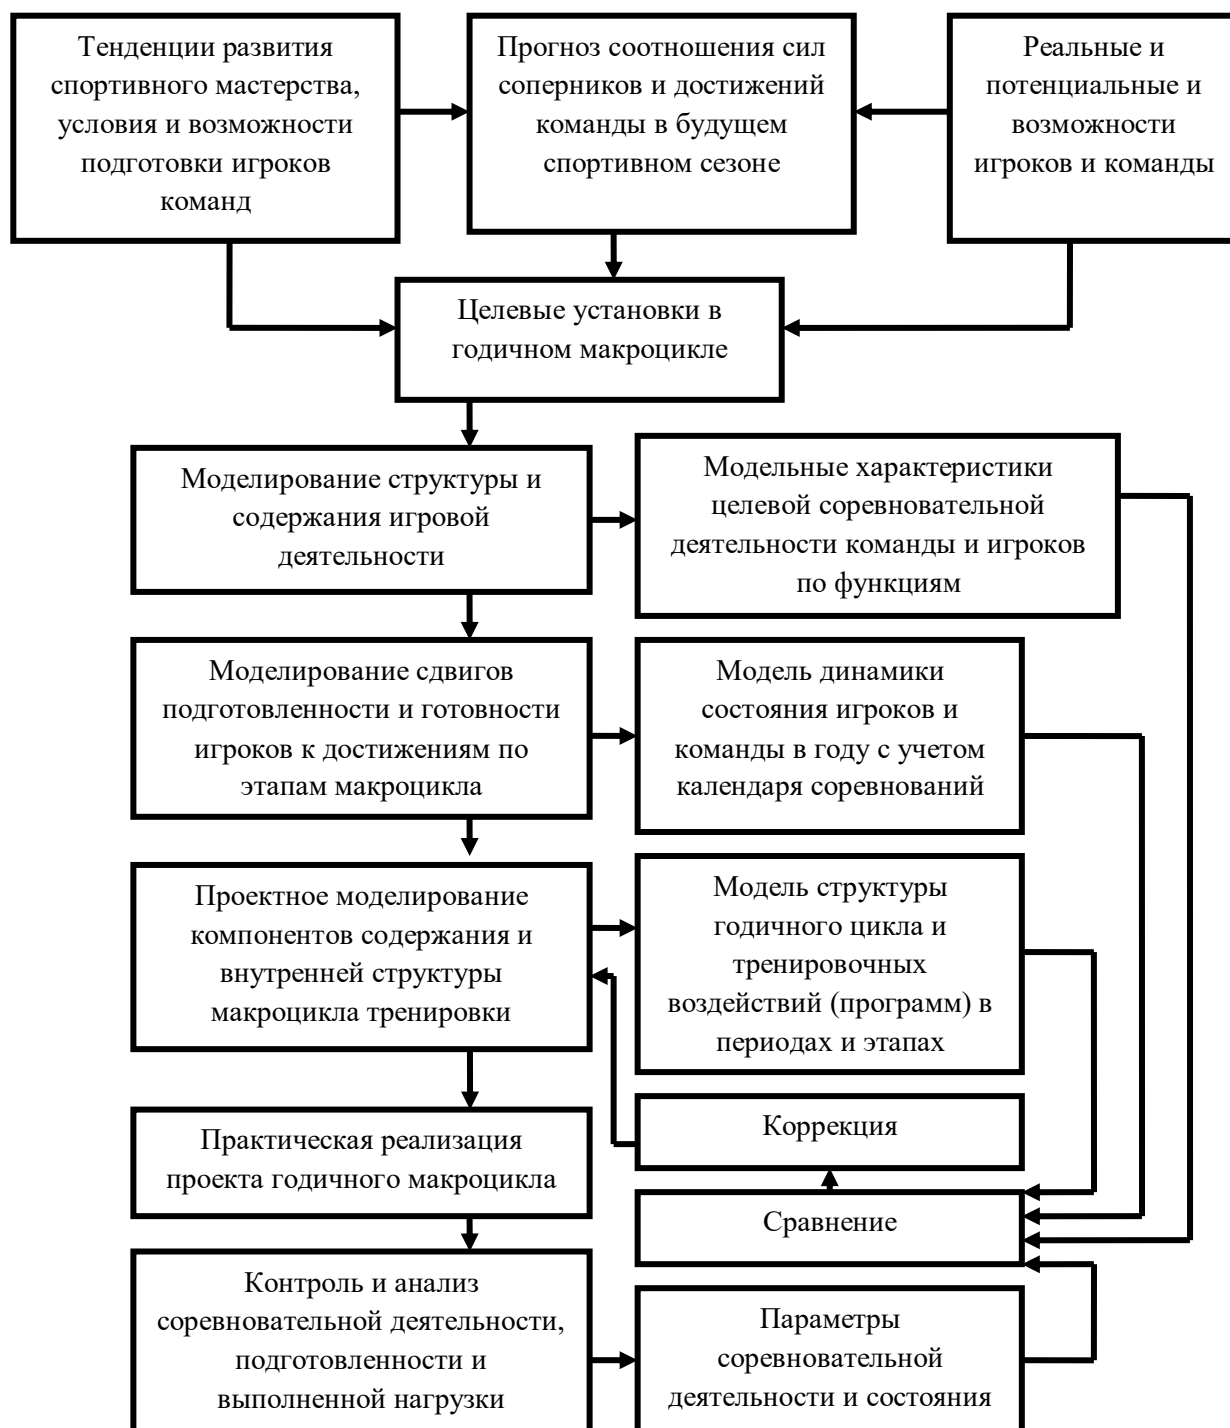 Тенденции развития
спортивного мастерства,
условия и возможности
подготовки игроков
команд
Прогноз соотношения сил
соперников и достижений
команды в будущем
спортивном сезоне
Реальные и
потенциальные и
возможности
игроков и команды
Целевые установки в
годичном макроцикле
Моделирование структуры и
содержания игровой
деятельности
Модельные характеристики
целевой соревновательной
деятельности команды и игроков
по функциям
Моделирование сдвигов
подготовленности и готовности
игроков к достижениям по
этапам макроцикла
Модель динамики
состояния игроков и
команды в году с учетом
календаря соревнований
Проектное моделирование
компонентов содержания и
внутренней структуры
макроцикла тренировки
Модель структуры
годичного цикла и
тренировочных
воздействий (программ) в
периодах и этапах
Коррекция
Практическая реализация
проекта годичного макроцикла
Сравнение
Контроль и анализ
соревновательной деятельности,
подготовленности и
выполненной нагрузки
Параметры
соревновательной
деятельности и состояния